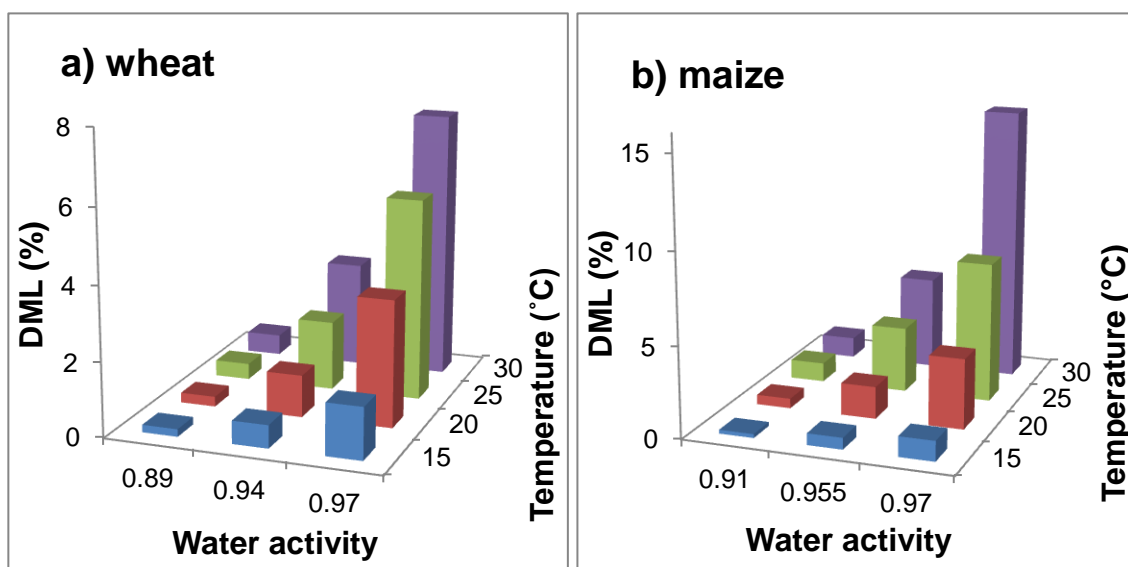 a) wheat
8
6
4
2
0
DML (%)
0.89
0.94
0.97
Water activity
15
20
25
30
Temperature (˚C)
b) maize
15
10
5
0
DML (%)
0.91
0.955
0.97
Water activity
15
20
25
30
Temperature (°C)